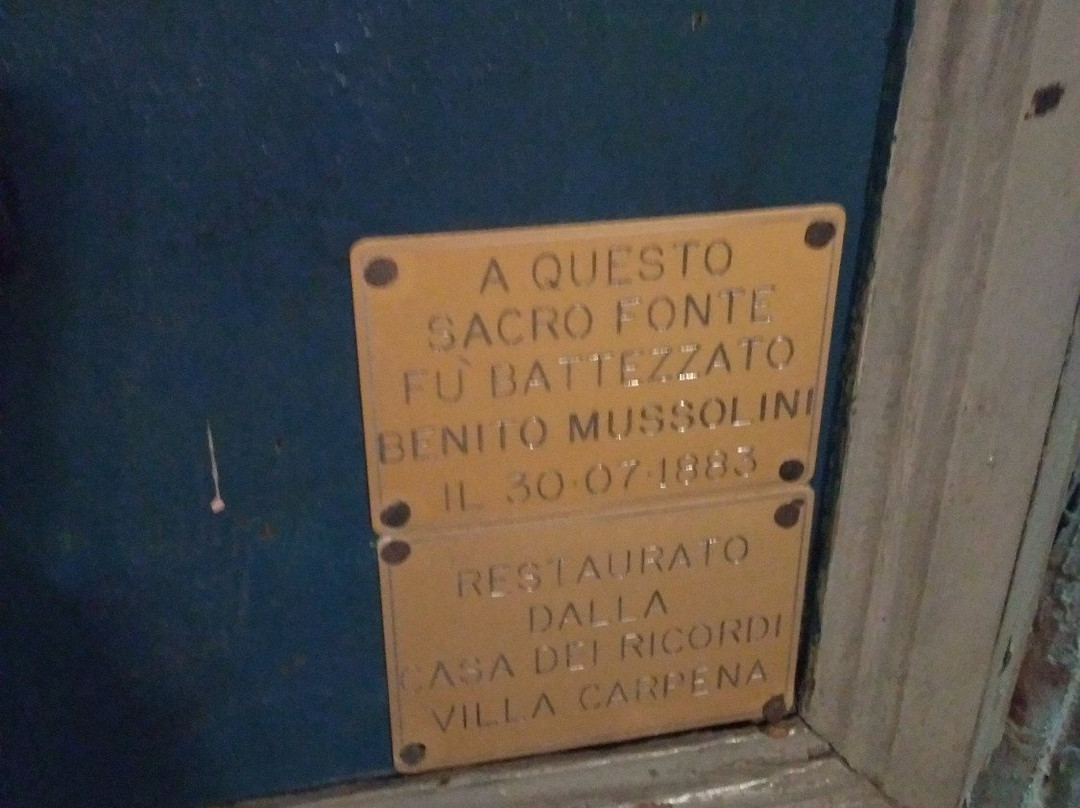 A QUESTO
SACRO FONTE
FÙ BATTEZZATO
BENITO MUSSOLINI
IL 30·07·1883
RESTAURATO
DALLA
CASA DEI RICORDI
VILLA CARPENA